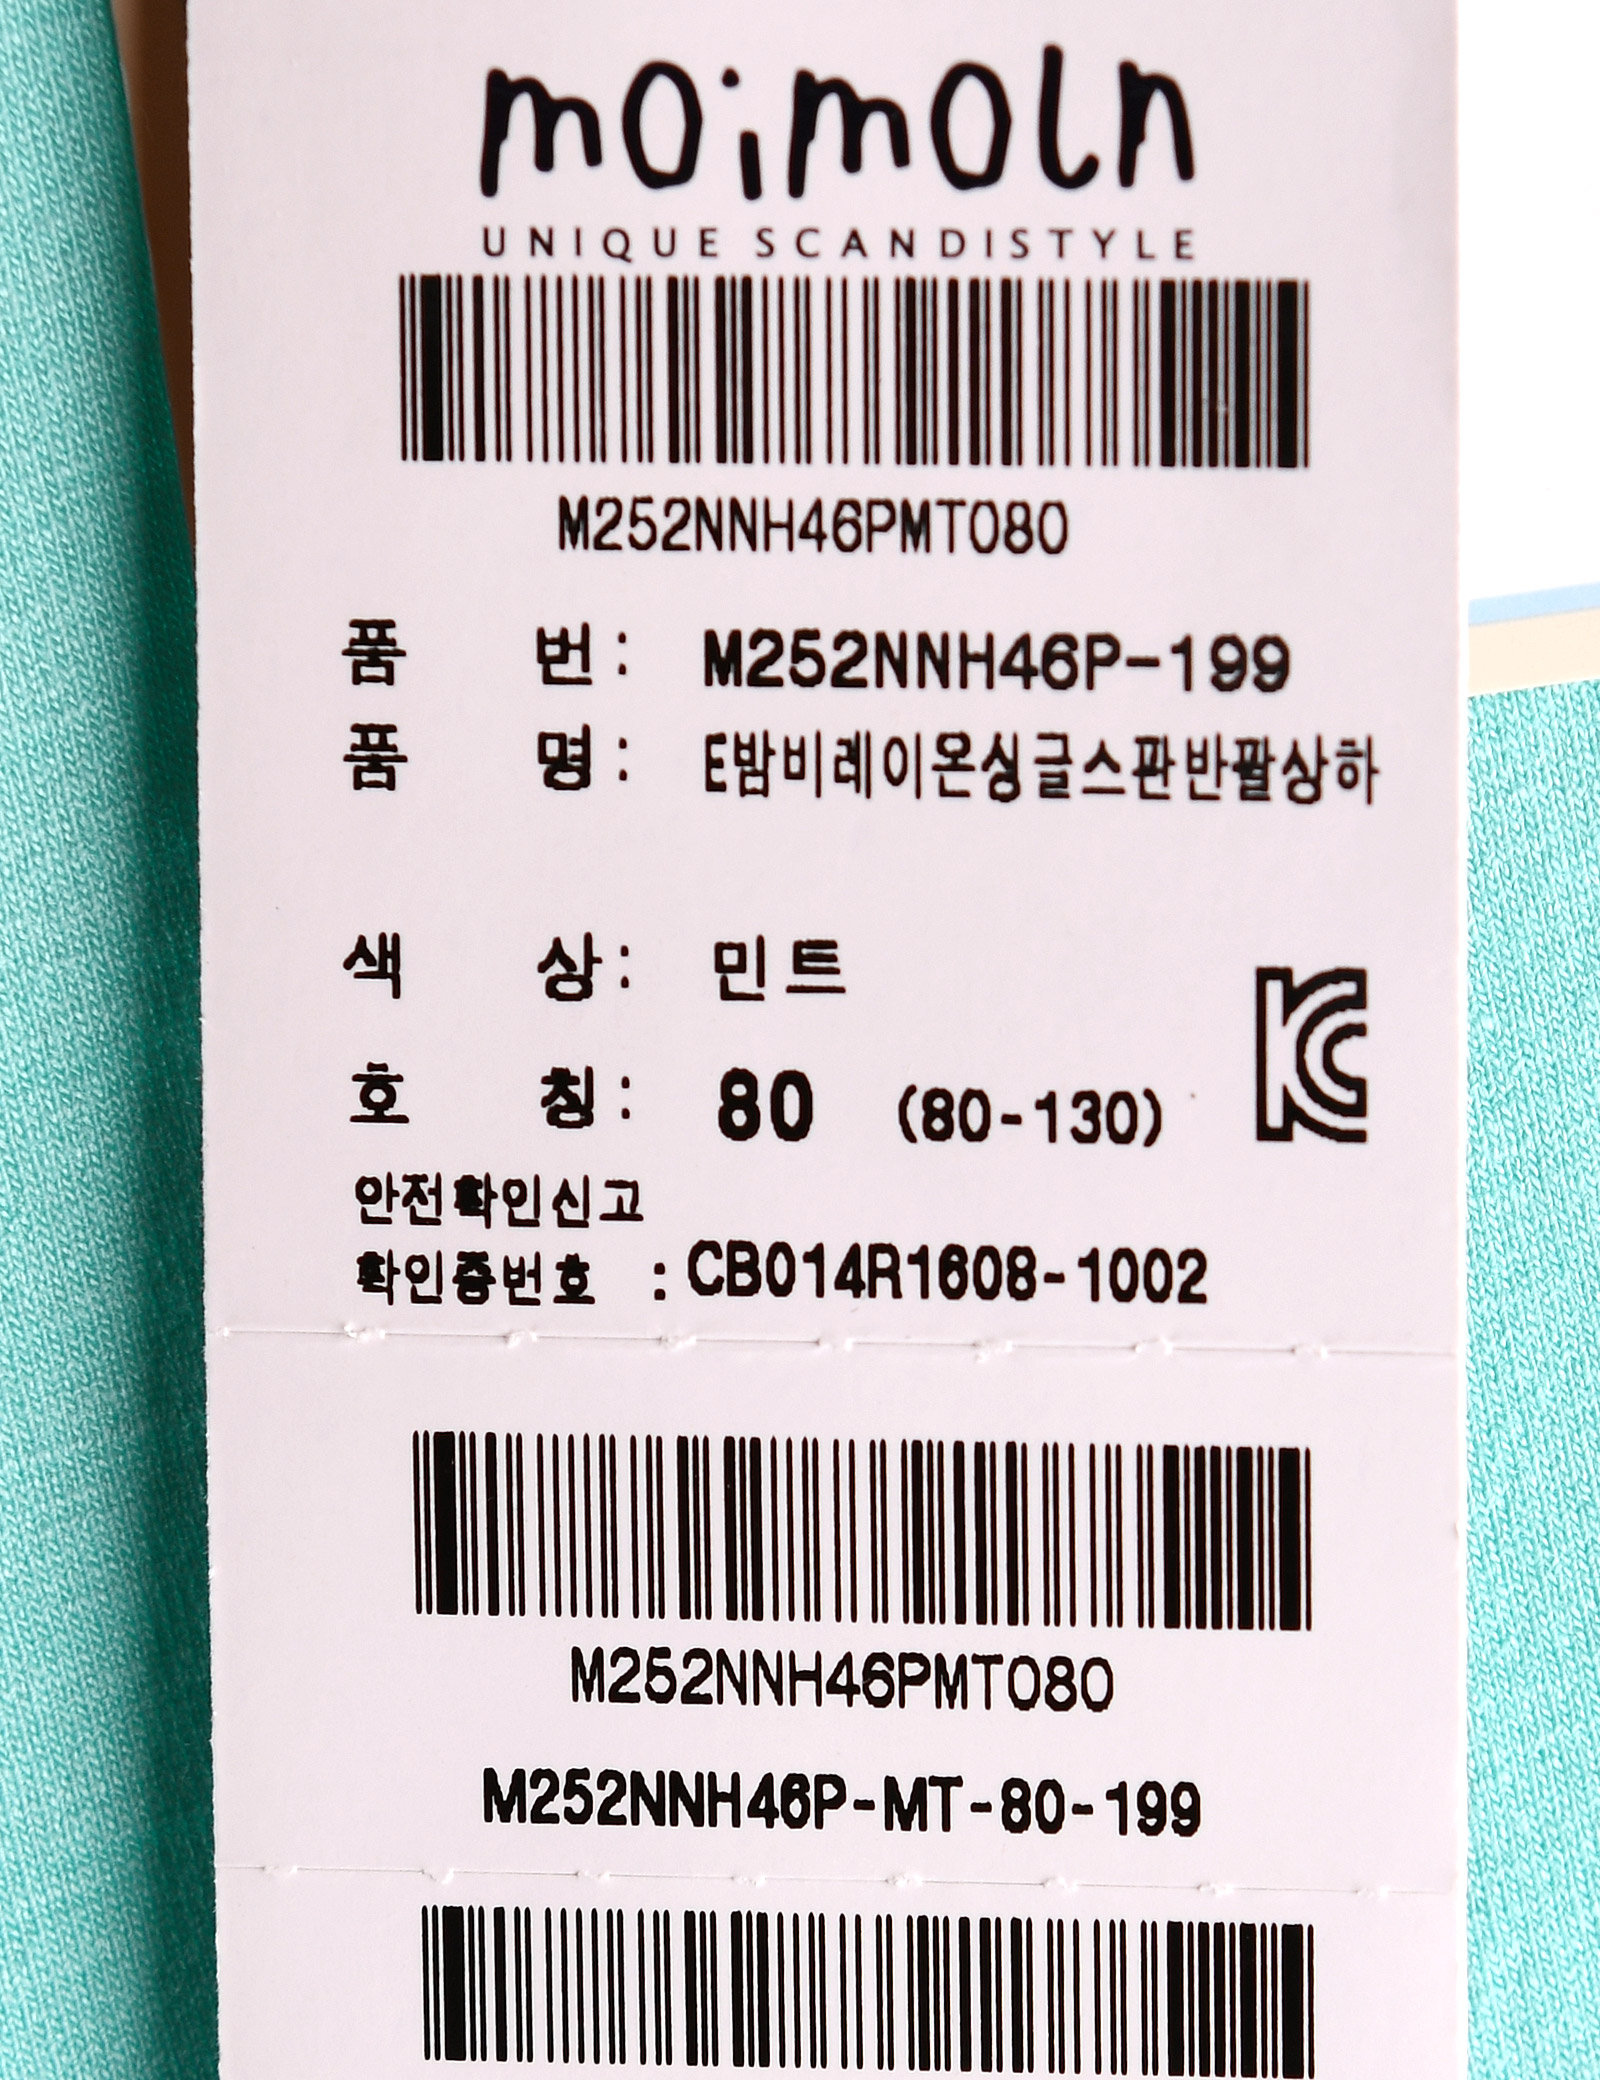 moimoln
UNIQUE SCANDISTYLE
M252NNH46PMT080
품 번 : M252NNH46P-199
품 명 : E밤비레이온싱글스판반팔상하
색 상 : 민트
호 칭 : 80 (80-130)
안전확인신고
확인증번호 : CB014R1608-1002
M252NNH46PMT080
M252NNH46P-MT-80-199